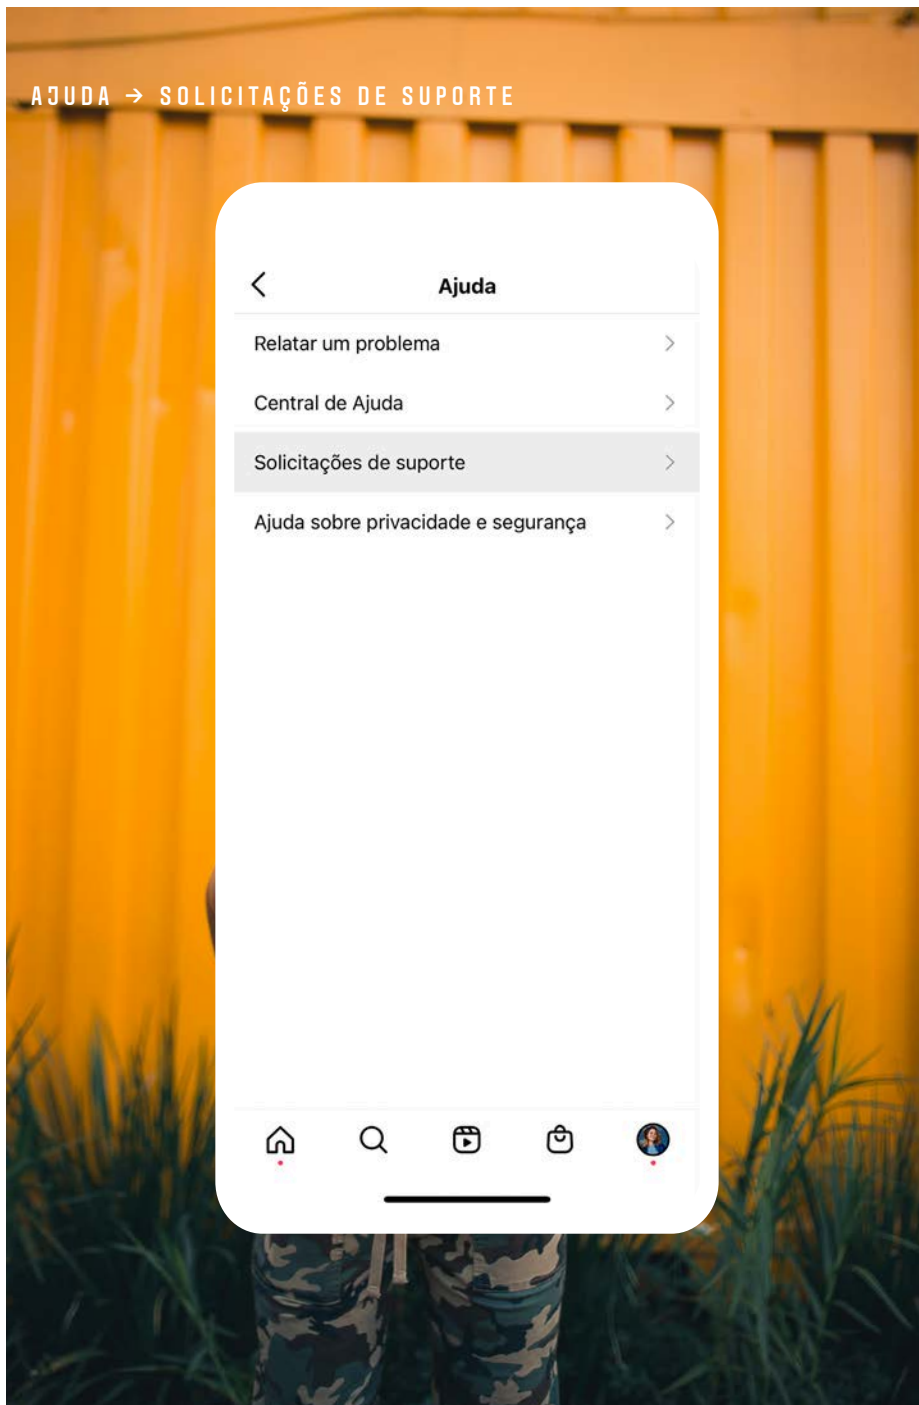 AJUDA → SOLICITAÇÕES DE SUPORTE
Ajuda
Relatar um problema
Central de Ajuda
Solicitações de suporte
Ajuda sobre privacidade e segurança